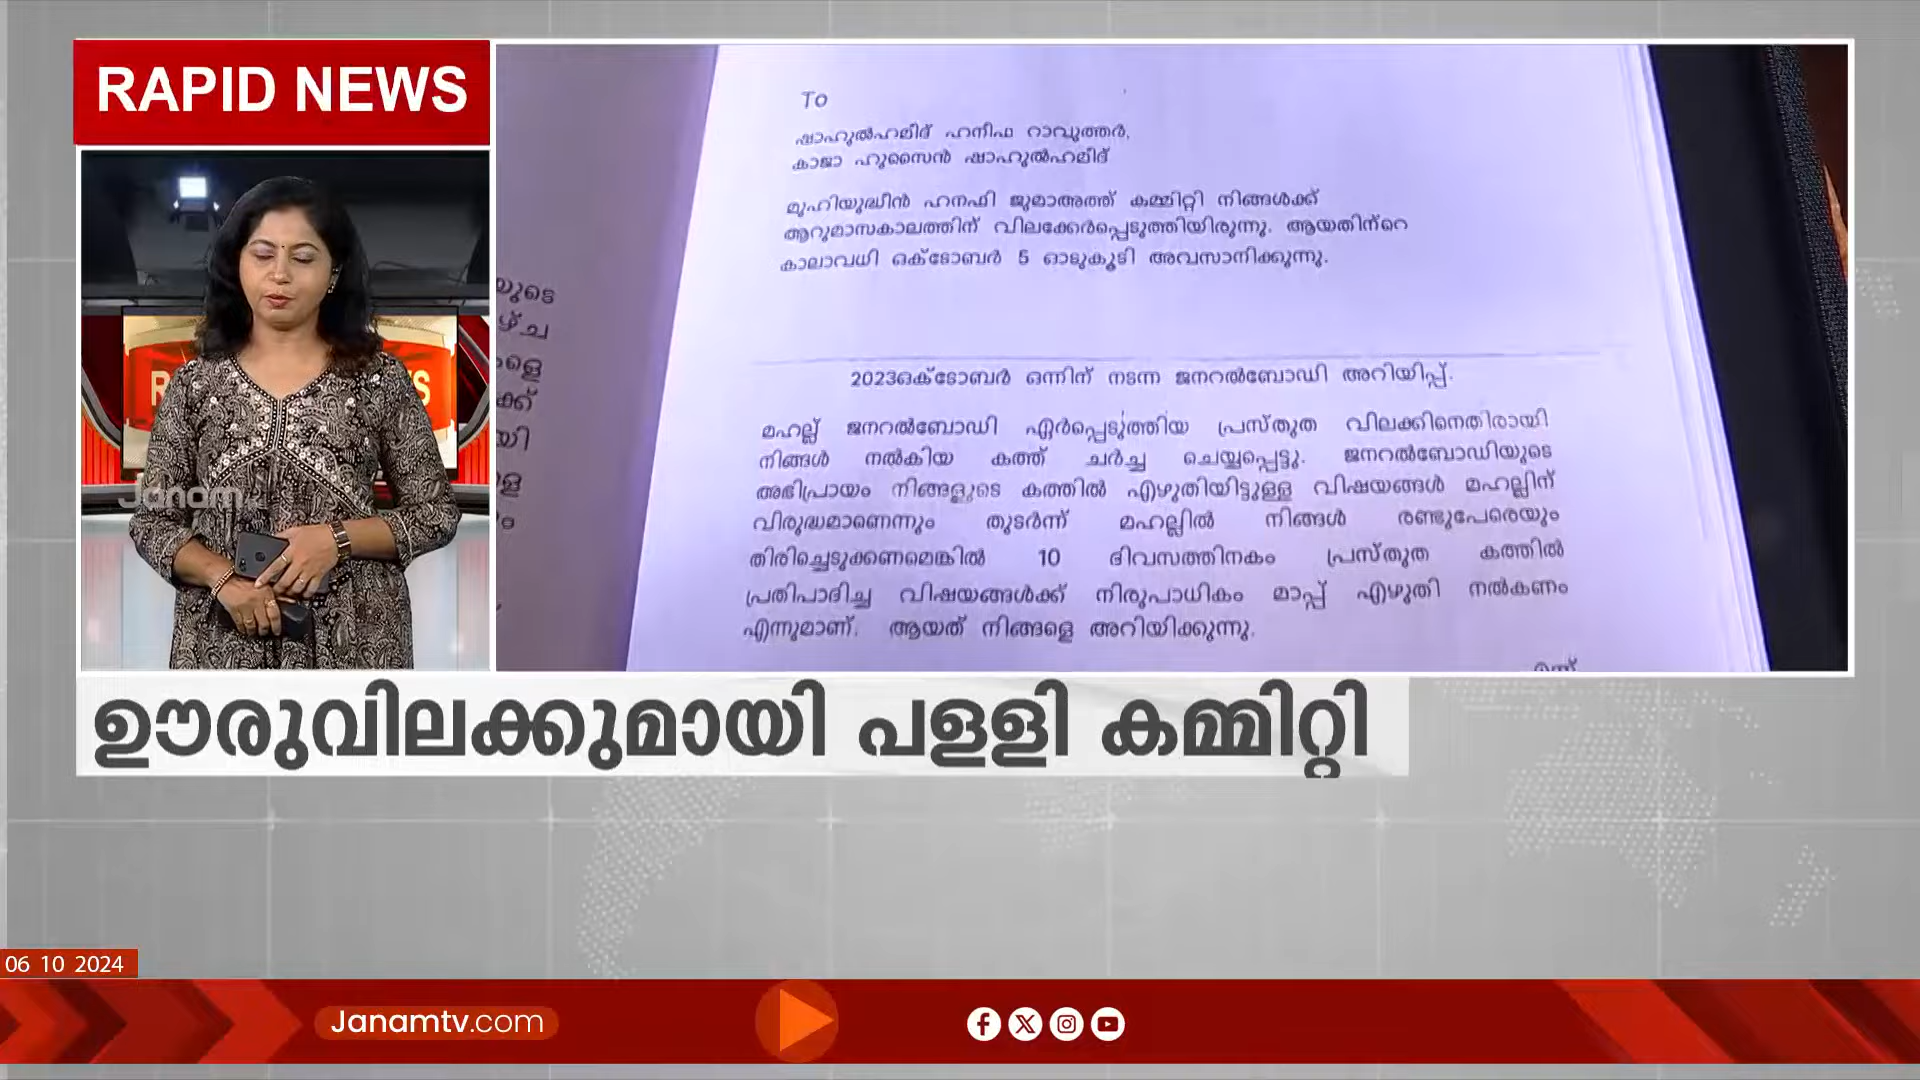 RAPID NEWS
To
ഷാഹുൽഹമീദ് ഹനീഫ റാവുത്തർ,
കാജാ ഹുസൈൻ ഷാഹുൽഹമീദ്
മുഹിയുദ്ധീൻ ഹനഫി ജുമാഅത്ത് കമ്മിറ്റി നിങ്ങൾക്ക്
ആറുമാസകാലത്തിന് വിലക്കേർപ്പെടുത്തിയിരുന്നു. ആയതിന്റെ
കാലാവധി ഒക്ടോബർ 5 ഓടുകൂടി അവസാനിക്കുന്നു.
2023ഒക്ടോബർ ഒന്നിന് നടന്ന ജനറൽബോഡി അറിയിപ്പ്.
മഹല്ല് ജനറൽബോഡി ഏർപ്പെടുത്തിയ പ്രസ്തുത വിലക്കിനെതിരായി
നിങ്ങൾ നൽകിയ കത്ത് ചർച്ച ചെയ്യപ്പെട്ടു. ജനറൽബോഡിയുടെ
അഭിപ്രായം നിങ്ങളുടെ കത്തിൽ എഴുതിയിട്ടുള്ള വിഷയങ്ങൾ മഹല്ലിന്
വിരുദ്ധമാണെന്നും തുടർന്ന് മഹല്ലിൽ നിങ്ങൾ രണ്ടുപേരെയും
തിരിച്ചെടുക്കണമെങ്കിൽ 10 ദിവസത്തിനകം പ്രസ്തുത കത്തിൽ
പ്രതിപാദിച്ച വിഷയങ്ങൾക്ക് നിരുപാധികം മാപ്പ് എഴുതി നൽകണം
എന്നുമാണ്. ആയത് നിങ്ങളെ അറിയിക്കുന്നു.
Janam
ഊരുവിലക്കുമായി പള്ളി കമ്മിറ്റി
06 10 2024
Janamtv.com